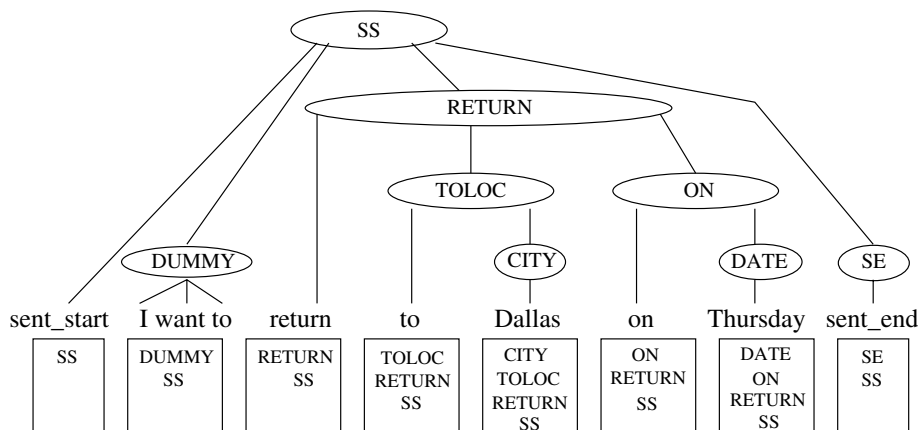 SS
RETURN
TOLOC ON
DUMMY CITY DATE SE
sent_start I want to return to Dallas on Thursday sent_end
SS DUMMY RETURN TOLOC CITY ON DATE SE
SS SS RETURN TOLOC RETURN ON SS
SS RETURN SS RETURN
SS SS